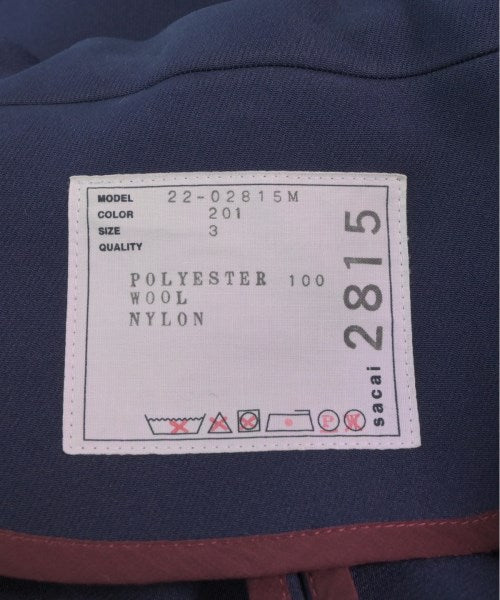 MODEL 22-02815M
COLOR 201
SIZE 3
QUALITY
POLYESTER 100
WOOL
NYLON
P W
sacai 2815